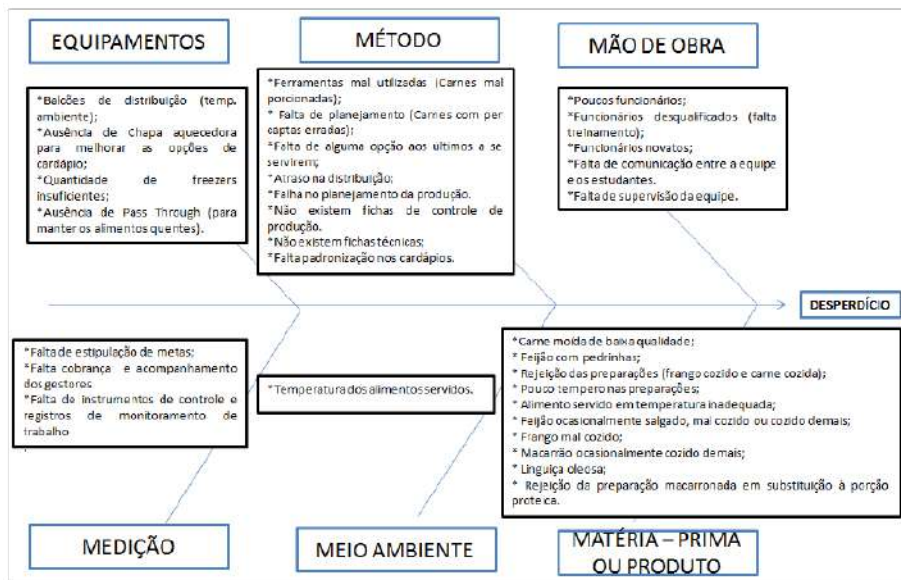 EQUIPAMENTOS
*Balcões de distribuição (temp.
ambiente);
*Ausência de Chapa aquecedora
para melhorar as opções de
cardápio;
*Quantidade de freezers
insuficientes;
*Ausência de Pass Through (para
manter os alimentos quentes).
MÉTODO
*Ferramentas mal utilizadas (Carnes mal
porcionadas);
* Falta de planejamento (Carnes com per
captas erradas);
*Falta de alguma opção aos ultimos a se
servirem;
*Atraso na distribuição;
*Falha no planejamento da produção.
*Não existem fichas de controle de
produção.
*Não existem fichas técnicas;
*Falta padronização nos cardápios.
MÃO DE OBRA
*Poucos funcionários;
*Funcionários desqualificados (falta
treinamento);
*Funcionários novatos;
*Falta de comunicação entre a equipe
e os estudantes.
*Falta de supervisão da equipe.
DESPERDÍCIO
*Falta de estipulação de metas;
*Falta cobrança e acompanhamento
dos gestores
*Falta de instrumentos de controle e
registros de monitoramento de
trabalho
.
MEDIÇÃO
*Temperatura dos alimentos servidos.
MEIO AMBIENTE
*Carne moída de baixa qualidade;
* Feijão com pedrinhas;
* Rejeição das preparações (frango cozido e carne cozida);
* Pouco tempero nas preparações;
* Alimento servido em temperatura inadequada;
* Feijão ocasionalmente salgado, mal cozido ou cozido demais;
* Frango mal cozido;
* Macarrão ocasionalmente cozido demais;
* Linguiça oleosa;
* Rejeição da preparação macarronada em substituição à porção
proteica.
MATÉRIA – PRIMA
OU PRODUTO